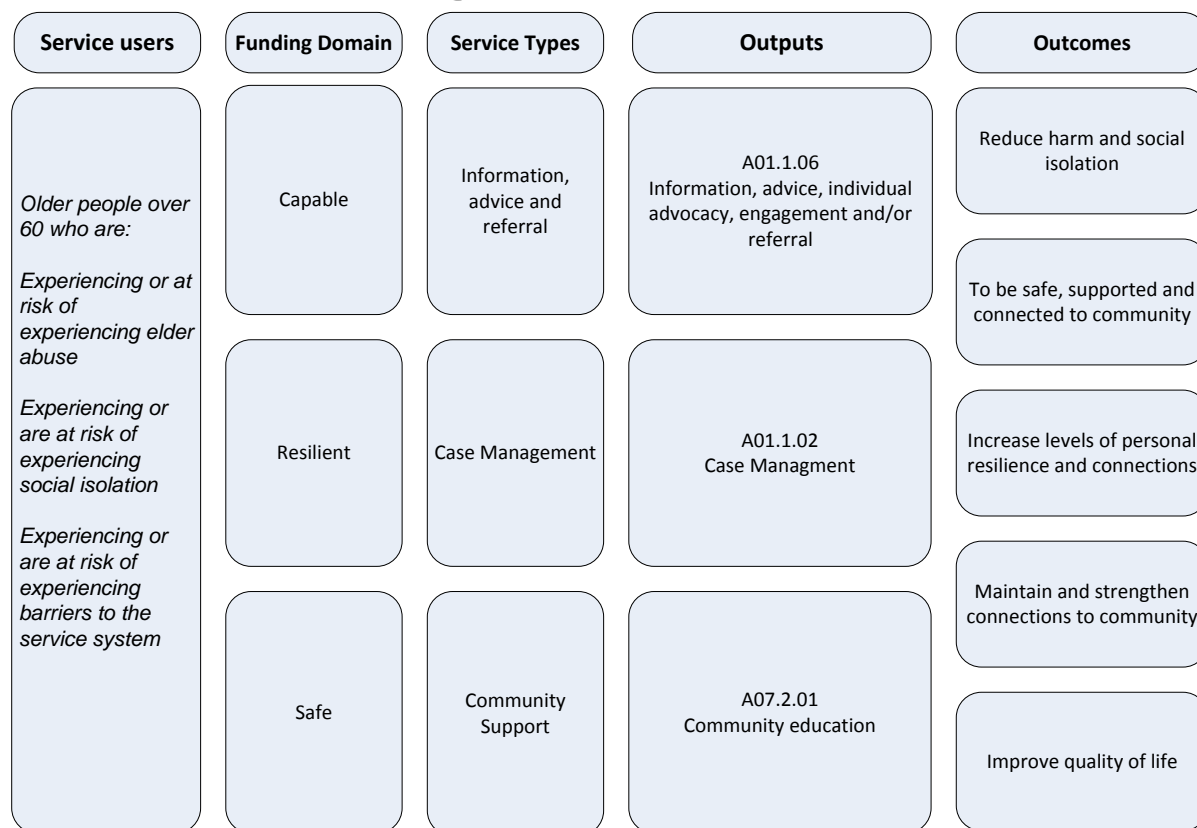 Service users
Funding Domain
Service Types
Outputs
Outcomes
Older people over
60 who are:
Experiencing or at
risk of
experiencing elder
abuse
Experiencing or
are at risk of
experiencing
social isolation
Experiencing or
are at risk of
experiencing
barriers to the
service system
Capable
Resilient
Safe
Information,
advice and
referral
Case Management
Community
Support
A01.1.06
Information, advice, individual
advocacy, engagement and/or
referral
A01.1.02
Case Managment
A07.2.01
Community education
Reduce harm and social
isolation
To be safe, supported and
connected to community
Increase levels of personal
resilience and connections
Maintain and strengthen
connections to community
Improve quality of life